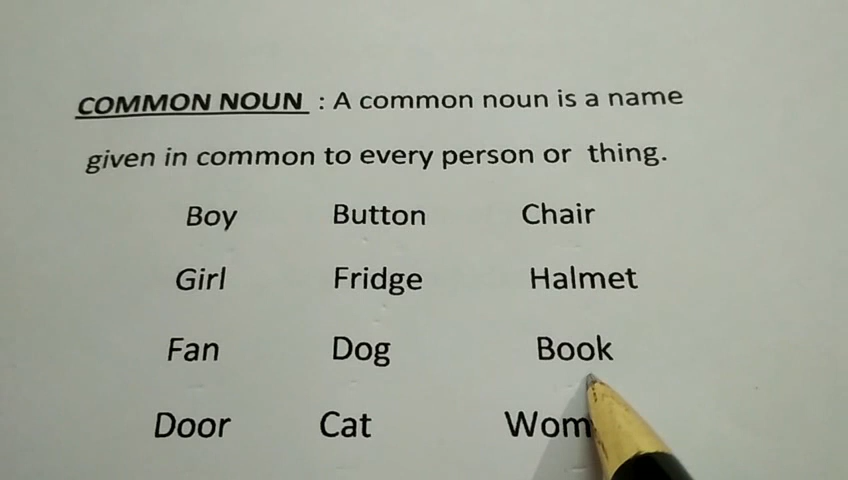 COMMON NOUN : A common noun is a name
given in common to every person or thing.
Boy Button Chair
Girl Fridge Halmet
Fan Dog Book
Door Cat